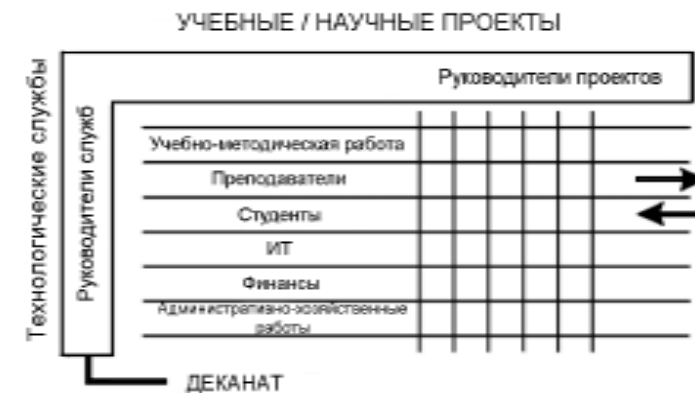 УЧЕБНЫЕ / НАУЧНЫЕ ПРОЕКТЫ
Технологические службы
Руководители служб
Руководители проектов
Учебно-методическая работа
Преподаватели
Студенты
ИТ
Финансы
Административно-хозяйственные
работы
ДЕКАНАТ